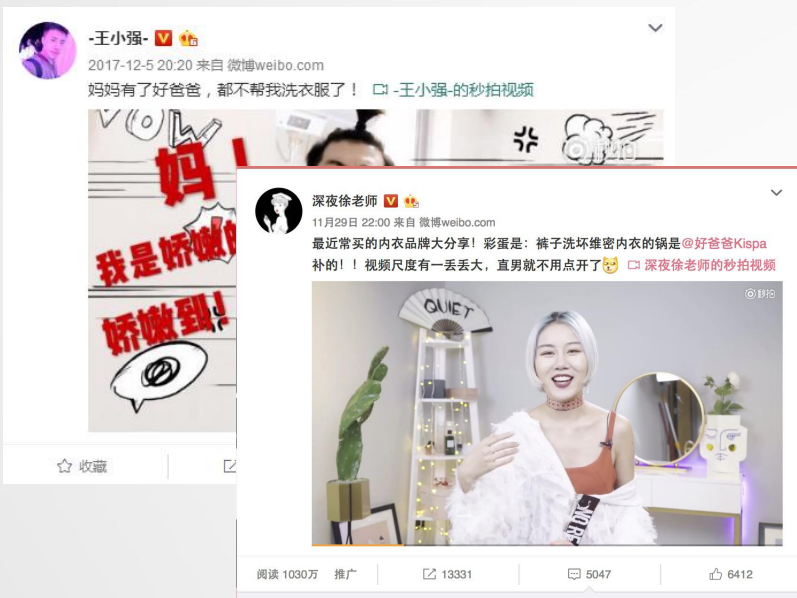 -王小强-
2017-12-5 20:20 来自 微博weibo.com
妈妈有了好爸爸，都不帮我洗衣服了！ -王小强-的秒拍视频
VOW
秒拍
妈！
我是娇嫩的
娇嫩到！
收藏
深夜徐老师
11月29日 22:00 来自 微博weibo.com
最近常买的内衣品牌大分享！彩蛋是：裤子洗坏维密内衣的锅是@好爸爸Kispa
补的！！视频尺度有一丢丢大，直男就不用点开了 深夜徐老师的秒拍视频
秒拍
QUIET
阅读 1030万 推广 13331 5047 6412